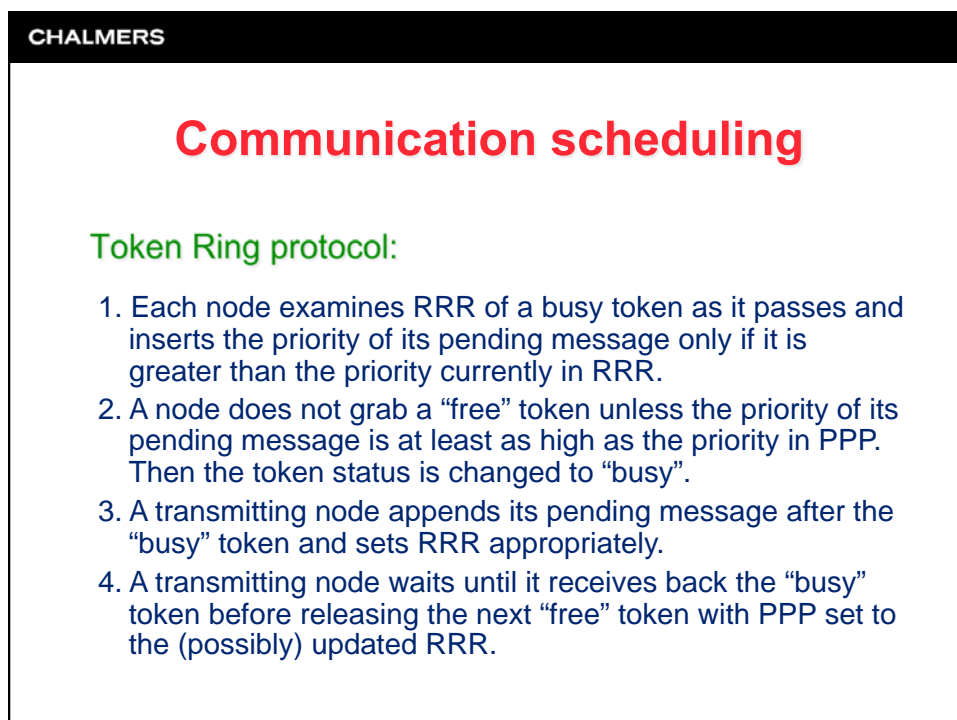 CHALMERS
Communication scheduling
Token Ring protocol:
1. Each node examines RRR of a busy token as it passes and
inserts the priority of its pending message only if it is
greater than the priority currently in RRR.
2. A node does not grab a “free” token unless the priority of its
pending message is at least as high as the priority in PPP.
Then the token status is changed to “busy”.
3. A transmitting node appends its pending message after the
“busy” token and sets RRR appropriately.
4. A transmitting node waits until it receives back the “busy”
token before releasing the next “free” token with PPP set to
the (possibly) updated RRR.